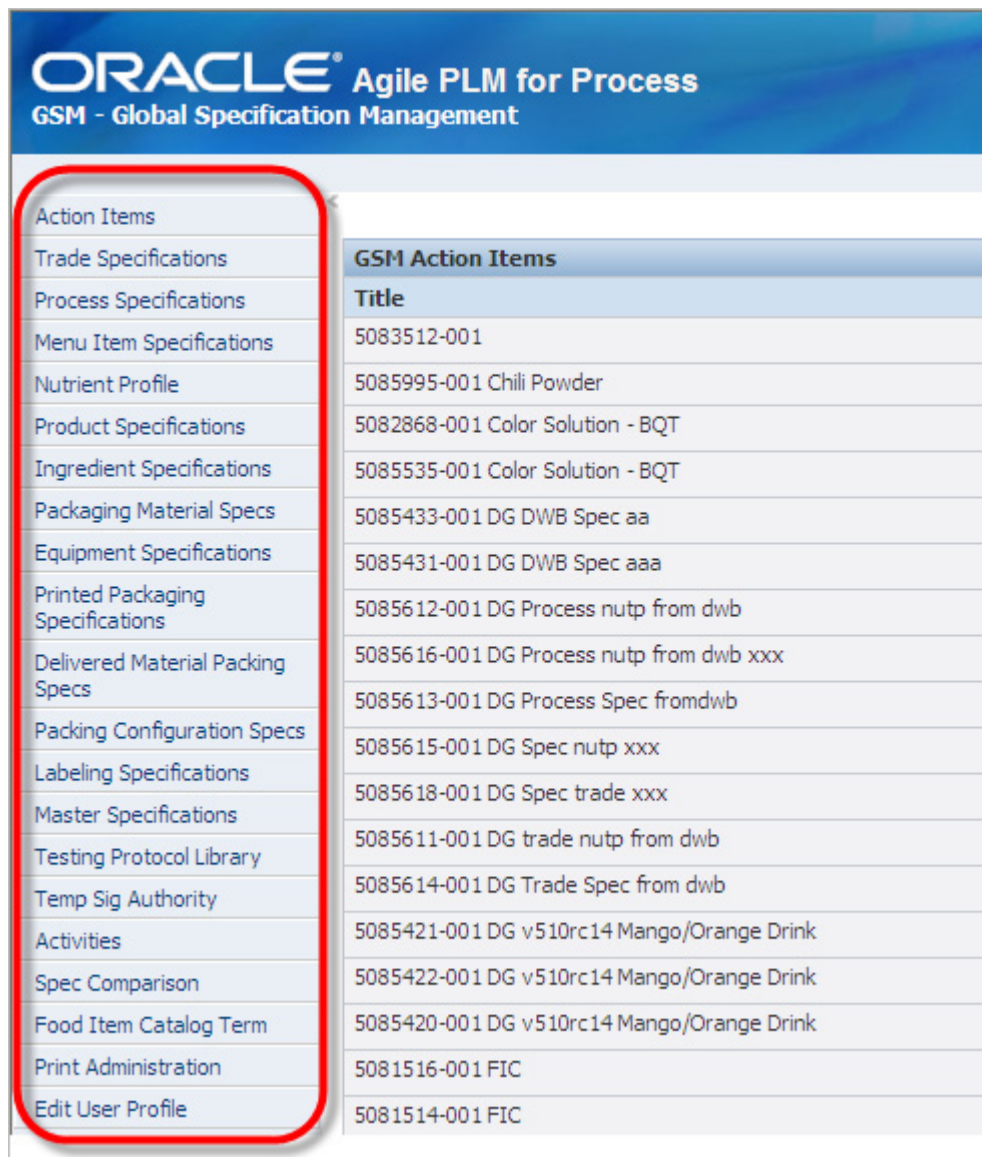 ORACLE® Agile PLM for Process
GSM - Global Specification Management
Action Items
Trade Specifications
Process Specifications
Menu Item Specifications
Nutrient Profile
Product Specifications
Ingredient Specifications
Packaging Material Specs
Equipment Specifications
Printed Packaging
Specifications
Delivered Material Packing
Specs
Packing Configuration Specs
Labeling Specifications
Master Specifications
Testing Protocol Library
Temp Sig Authority
Activities
Spec Comparison
Food Item Catalog Term
Print Administration
Edit User Profile
GSM Action Items
Title
5083512-001
5085995-001 Chili Powder
5082868-001 Color Solution - BQT
5085535-001 Color Solution - BQT
5085433-001 DG DWB Spec aa
5085431-001 DG DWB Spec aaa
5085612-001 DG Process nutp from dwb
5085616-001 DG Process nutp from dwb xxx
5085613-001 DG Process Spec fromdwb
5085615-001 DG Spec nutp xxx
5085618-001 DG Spec trade xxx
5085611-001 DG trade nutp from dwb
5085614-001 DG Trade Spec from dwb
5085421-001 DG v510rc14 Mango/Orange Drink
5085422-001 DG v510rc14 Mango/Orange Drink
5085420-001 DG v510rc14 Mango/Orange Drink
5081516-001 FIC
5081514-001 FIC